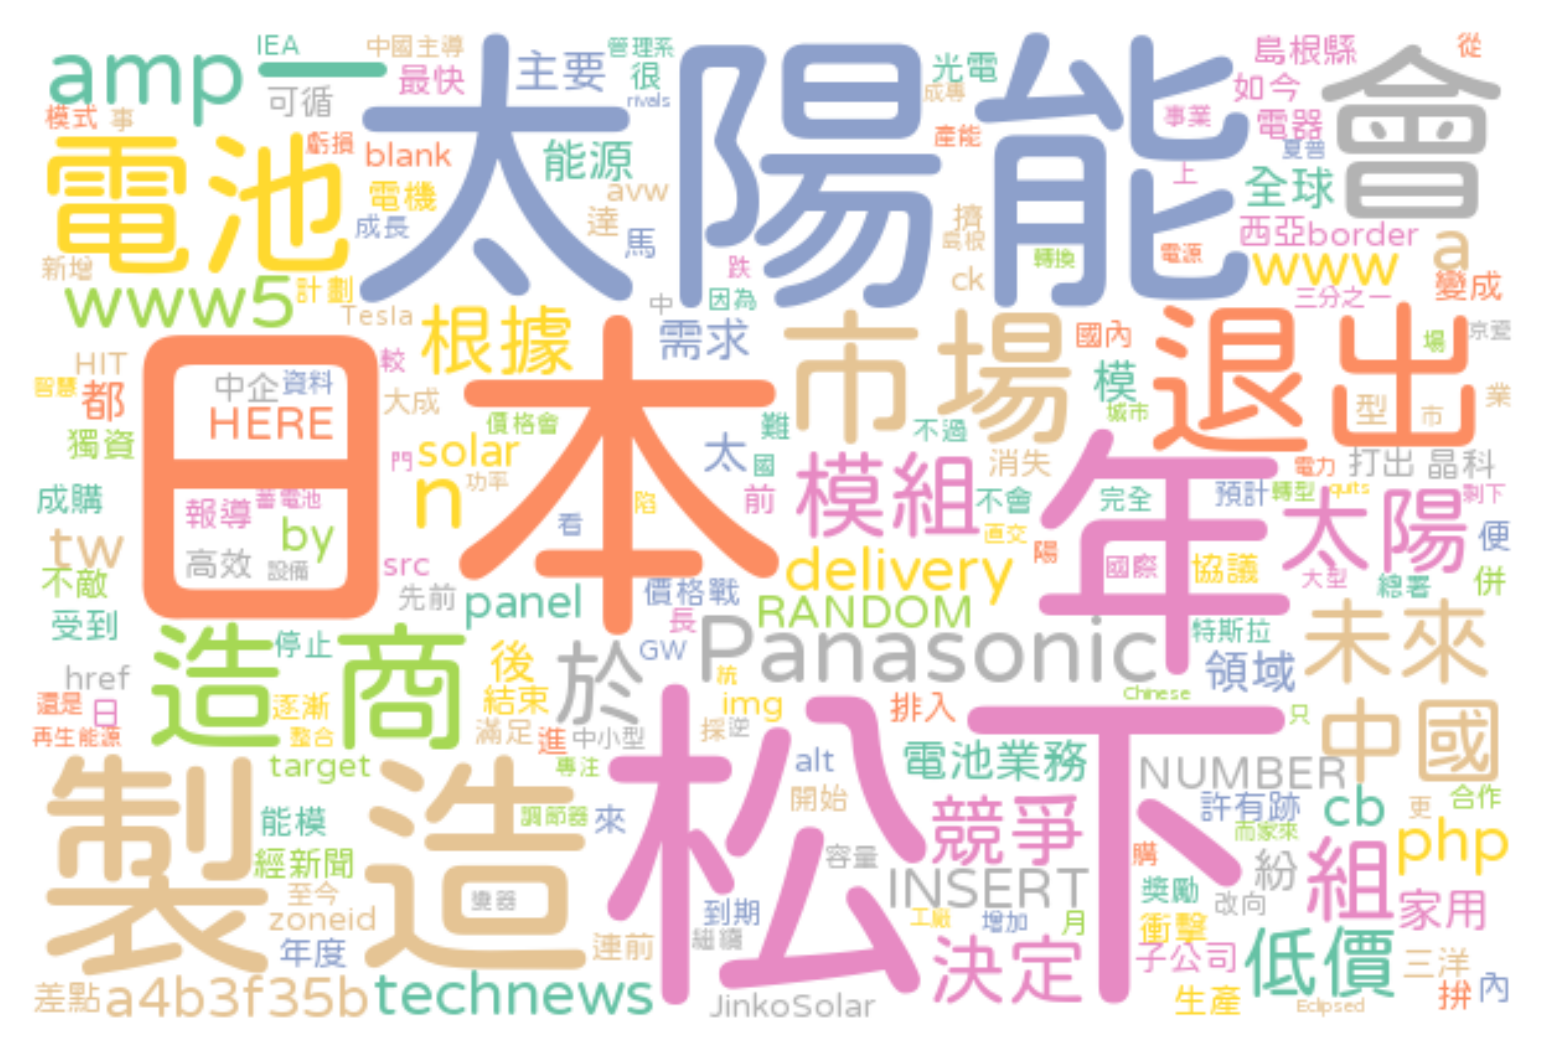 amp
一
IEA
中國主導
最快
可循
模式
事
虧損
blank
電機
成長
電池
新增
www5
計劃
Tesla
太陽能
主要
管理系
很
rivals
能源
avw
達
馬
光電
成專
產能
擠
島根
ck
跌
因為
中
轉換
電源
事業
上
島根縣
從
如今
電器
夏普
全球
會
西亞border
a
www
三分之一
變成
根據
需求
市場
國內
模
城市
退出
場
京瓷
型
市
業
HIT
智慧
都
獨資
成購
tw
不敵
受到
日本
中企
資料
HERE
報導
蓄電池
by
高效
設備
較
大成
門
solar
價格會
功率
n
src
先前
panel
看
陷
太
國
難
前
不過
消失
模組
不會
直交
delivery
價格戰
RANDOM
長
年
完全
陽
國際
電力
打出
晶科
預計
轉型
quits
剩下
太陽
便
協議
大型
總署
併
造商
停止
href
還是
日
再生能源
逐漸
整合
後
結束
滿足
進
中小型
於
GW
Panasonic
特斯拉
領域
未來
統
img
採
逆
排入
Chinese
只
中國
target
專注
製造
能模
經新聞
至今
zoneid
年度
變器
調節器
來
連前
松下
alt
開始
電池業務
競爭
容量
INSERT
到期
繼續
工廠
增加
月
決定
NUMBER
許有跡
而家來
cb
更
合作
php
購
獎勵
紛
組
改向
衝擊
家用
子公司
低價
三洋
生產
Eclipsed
拚
內
差點
a4b3f35b
technews
JinkoSolar